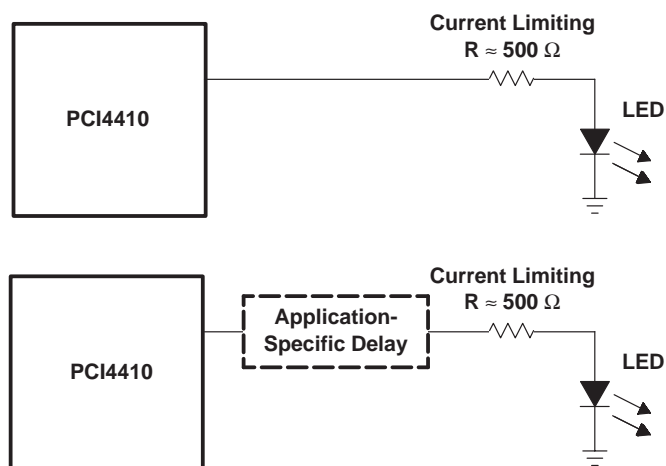 Current Limiting
R ≈ 500 Ω
PCI4410
LED
Current Limiting
R ≈ 500 Ω
Application-
Specific Delay
PCI4410
LED